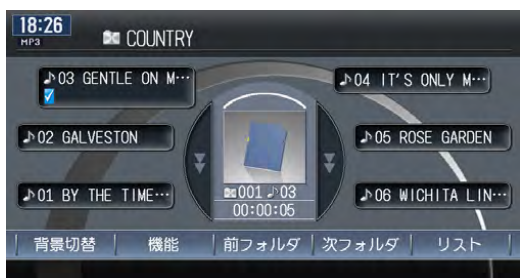 18:26
MP3
COUNTRY
♪03 GENTLE ON M…
♪04 IT'S ONLY M…
♪02 GALVESTON
♪05 ROSE GARDEN
♪01 BY THE TIME…
♪06 WICHITA LIN…
001 ♪03
00:00:05
背景切替 機能 前フォルダ 次フォルダ リスト